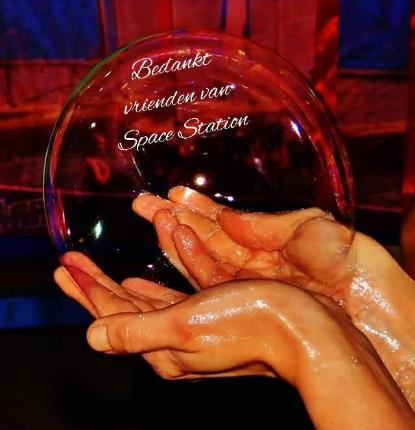 Bedankt
vrienden van
Space Station